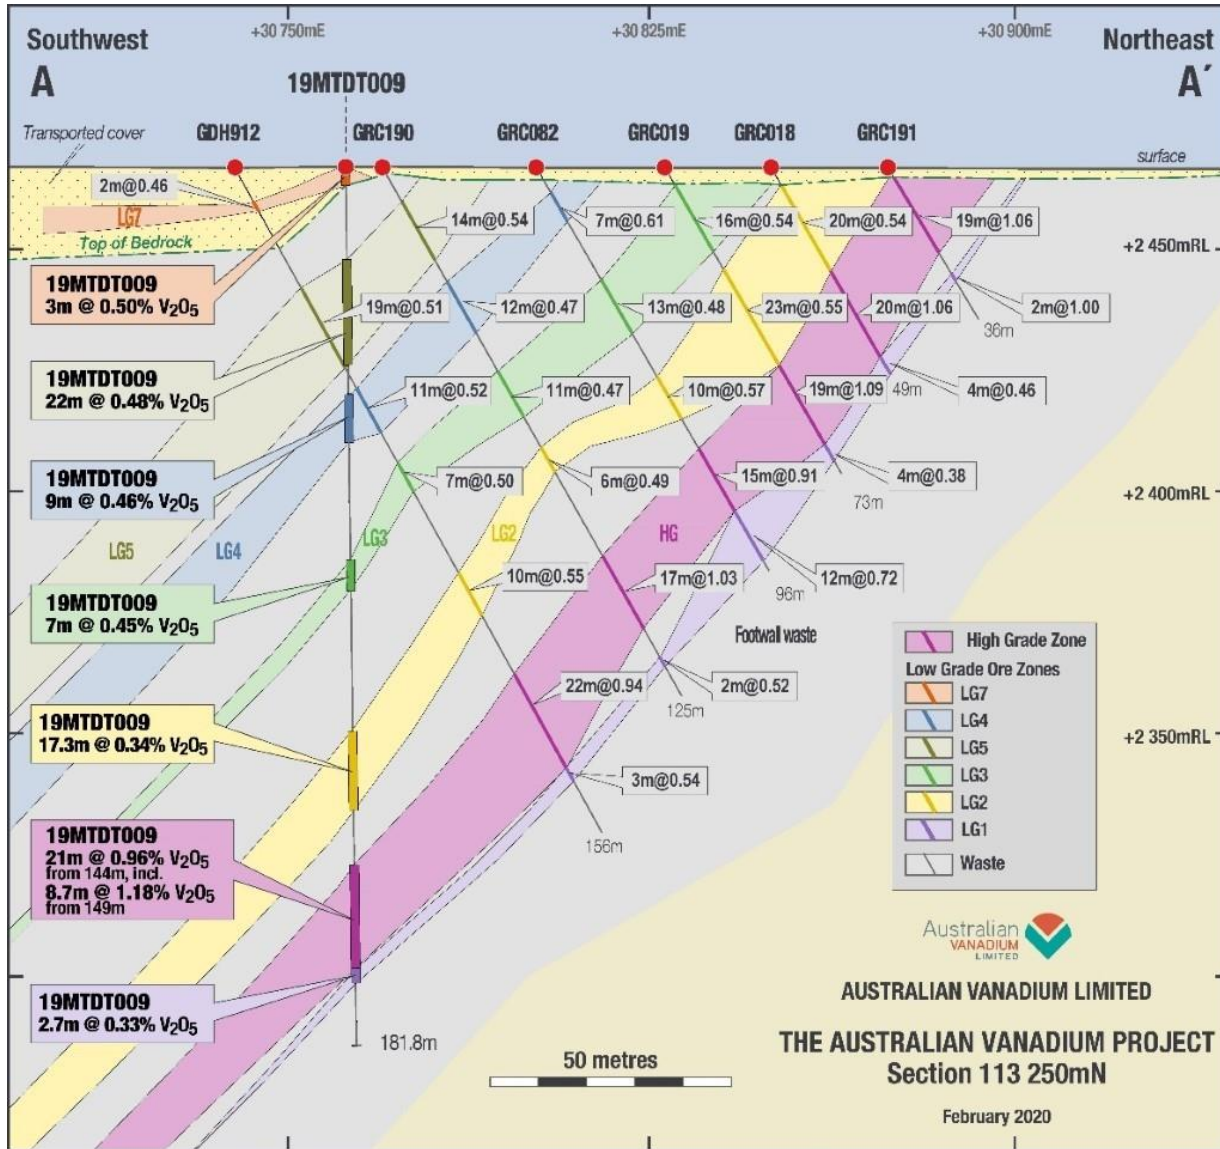 +30 750mE
+30 825mE
+30 900mE
Southwest
Northeast
A
A´
19MTDT009
Transported cover
GDH912
GRC190
GRC082
GRC019
GRC018
GRC191
surface
2m@0.46
LG7
Top of Bedrock
14m@0.54
7m@0.61
16m@0.54
20m@0.54
19m@1.06
+2 450mRL
19MTDT009
3m @ 0.50% V₂O₅
19m@0.51
12m@0.47
13m@0.48
23m@0.55
20m@1.06
2m@1.00
36m
19MTDT009
22m @ 0.48% V₂O₅
11m@0.52
11m@0.47
10m@0.57
19m@1.09
49m
4m@0.46
19MTDT009
9m @ 0.46% V₂O₅
7m@0.50
6m@0.49
15m@0.91
4m@0.38
73m
+2 400mRL
LG5
LG4
LG3
LG2
HG
19MTDT009
7m @ 0.45% V₂O₅
10m@0.55
17m@1.03
12m@0.72
96m
Footwall waste
22m@0.94
2m@0.52
125m
19MTDT009
17.3m @ 0.34% V₂O₅
+2 350mRL
3m@0.54
156m
High Grade Zone
Low Grade Ore Zones
LG7
LG4
LG5
LG3
LG2
LG1
Waste
19MTDT009
21m @ 0.96% V₂O₅
from 144m, incl.
8.7m @ 1.18% V₂O₅
from 149m
19MTDT009
2.7m @ 0.33% V₂O₅
181.8m
50 metres
Australian
VANADIUM
LIMITED
AUSTRALIAN VANADIUM LIMITED
THE AUSTRALIAN VANADIUM PROJECT
Section 113 250mN
February 2020